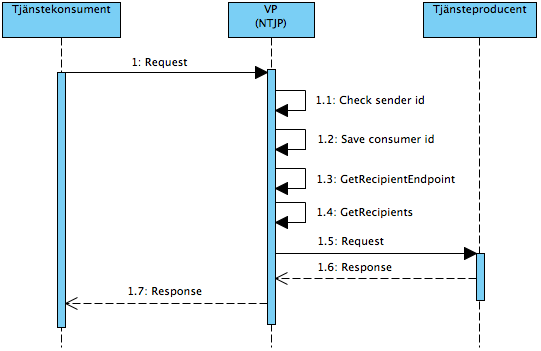 Tjänstekonsument
VP
(NTJP)
Tjänsteproducent
1: Request
1.1: Check sender id
1.2: Save consumer id
1.3: GetRecipientEndpoint
1.4: GetRecipients
1.5: Request
1.6: Response
1.7: Response